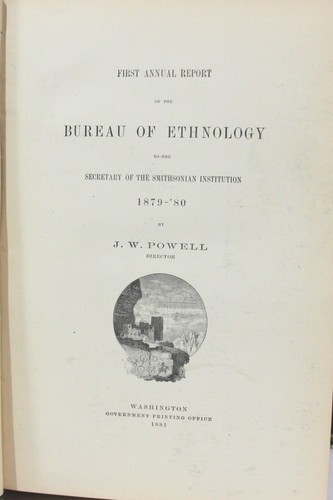 FIRST ANNUAL REPORT
OF THE
BUREAU OF ETHNOLOGY
TO THE
SECRETARY OF THE SMITHSONIAN INSTITUTION
1879-'80
BY
J. W. POWELL
DIRECTOR
WASHINGTON
GOVERNMENT PRINTING OFFICE
1881